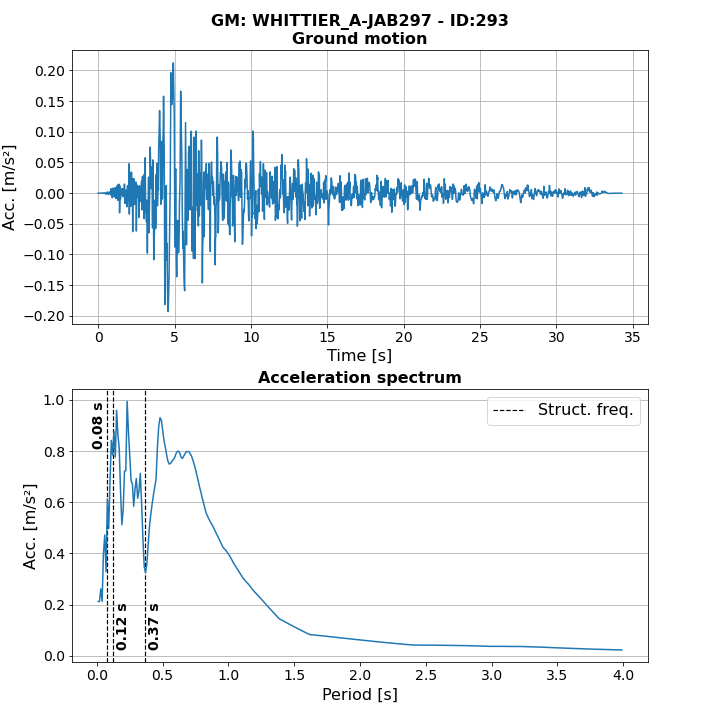 GM: WHITTIER_A-JAB297 - ID:293
Ground motion
Acc. [m/s²]
0.20
0.15
0.10
0.05
0.00
−0.05
−0.10
−0.15
−0.20
0 5 10 15 20 25 30 35
Time [s]
Acceleration spectrum
Acc. [m/s²]
1.0
0.8
0.6
0.4
0.2
0.0
Struct. freq.
0.08 s
0.12 s
0.37 s
0.0 0.5 1.0 1.5 2.0 2.5 3.0 3.5 4.0
Period [s]